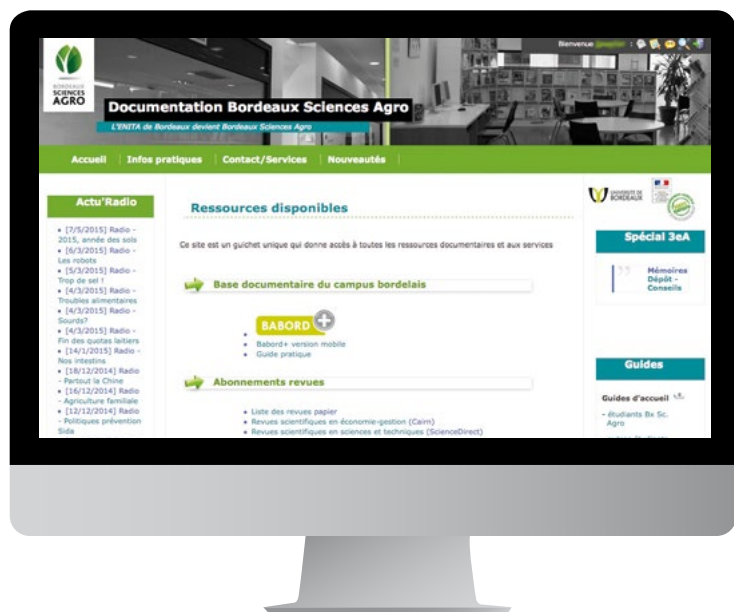 Bienvenue
BORDEAUX
SCIENCES
AGRO
Documentation Bordeaux Sciences Agro
L'ENITA de Bordeaux devient Bordeaux Sciences Agro
Accueil
Infos pratiques
Contact/Services
Nouveautés
Actu'Radio
[7/5/2015] Radio -
2015, année des sols
[6/3/2015] Radio -
Les robots
[5/3/2015] Radio -
Trop de sel !
[4/3/2015] Radio -
Troubles alimentaires
[4/3/2015] Radio -
Sourds?
[4/3/2015] Radio -
Fin des quotas laitiers
[14/1/2015] Radio -
Nos intestins
[18/12/2014] Radio
- Partout la Chine
[16/12/2014] Radio
- Agriculture familiale
[12/12/2014] Radio
- Politiques prévention
Sida
Ressources disponibles
Ce site est un guichet unique qui donne accès à toutes les ressources documentaires et aux services
Base documentaire du campus bordelais
BABORD
Babord+ version mobile
Guide pratique
Abonnements revues
Liste des revues papier
Revues scientifiques en économie-gestion (Cairn)
Revues scientifiques en sciences et techniques (ScienceDirect)
UNIVERSITÉ DE
BORDEAUX
Spécial 3eA
Mémoires
Dépôt -
Conseils
Guides
Guides d'accueil
- étudiants Bx Sc.
Agro